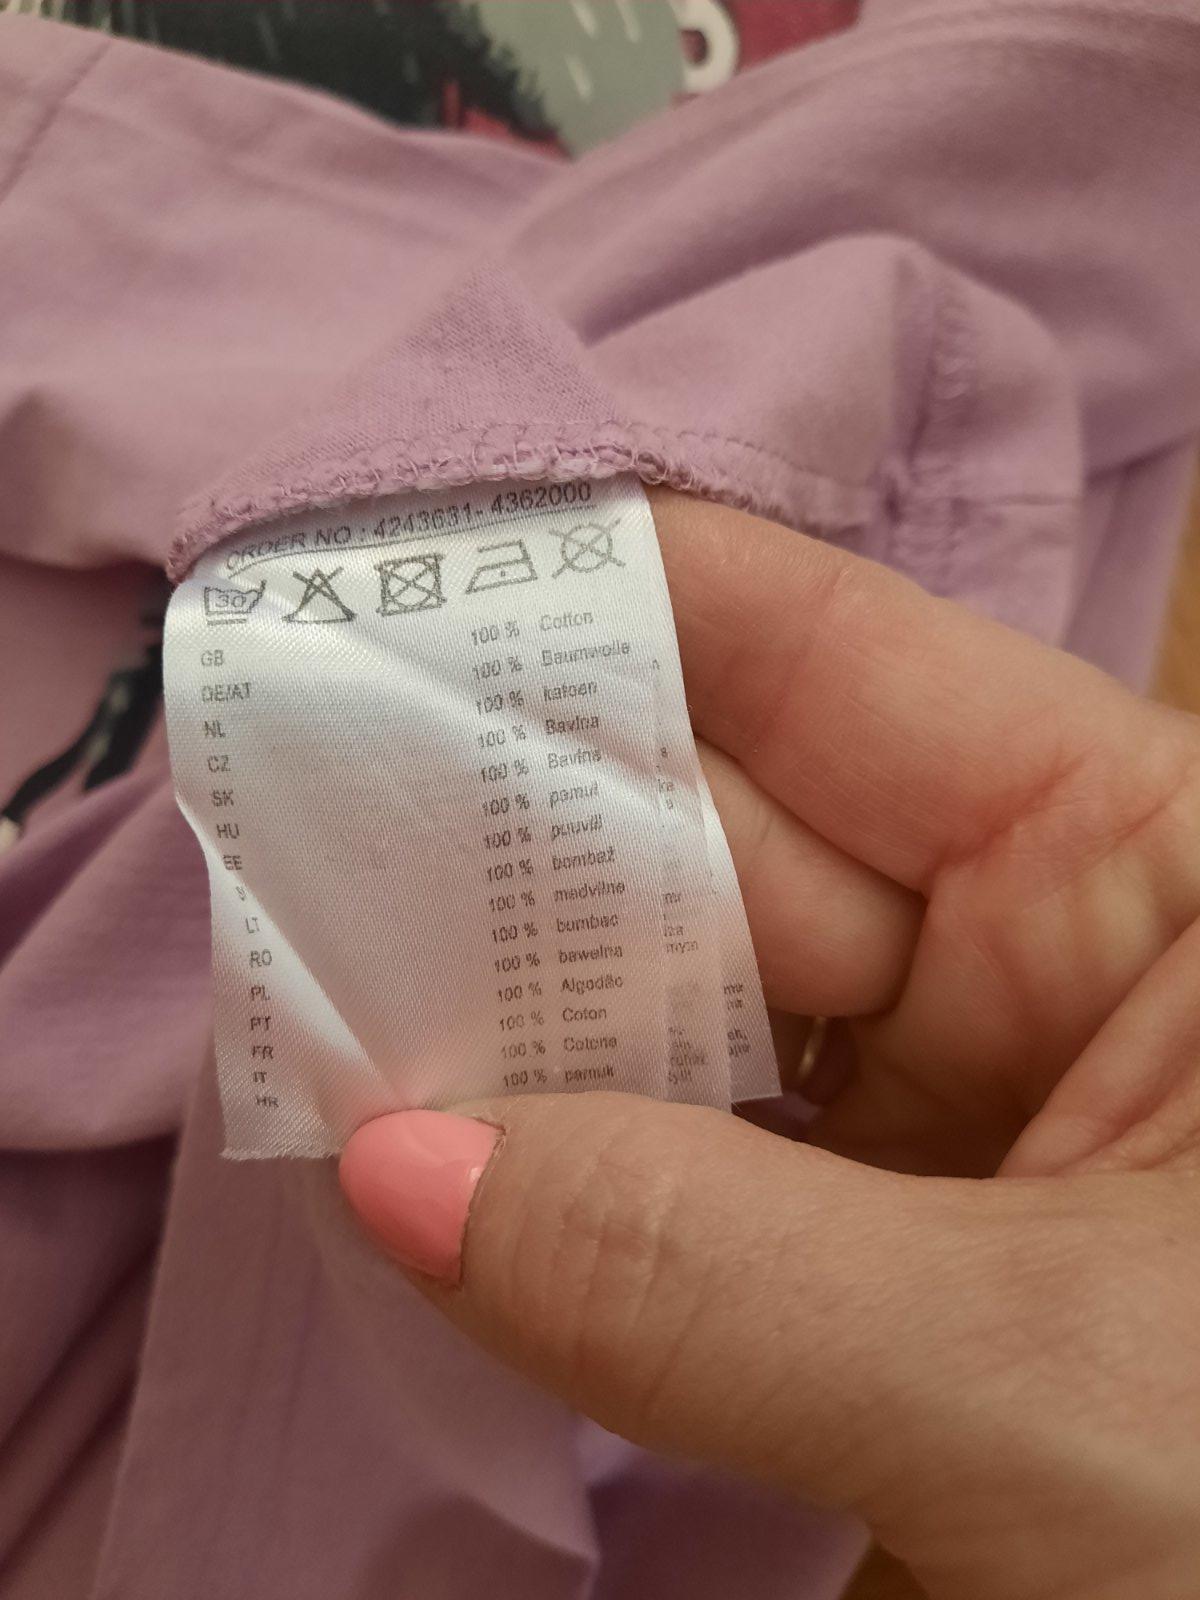 ORDER NO : 4243631- 4362000
30
GB 100 % Cotton
DE/AT 100 % Baumwolle
NL 100 % katoen
CZ 100 % Bavlna
SK 100 % Bavlna
HU 100 % pamut
EE 100 % puuvill
100 % bombaž
LT 100 % medvilnė
RO 100 % bumbac
PL 100 % bawełna
PT 100 % Algodão
FR 100 % Coton
IT 100 % Cotone
HR 100 % pamuk